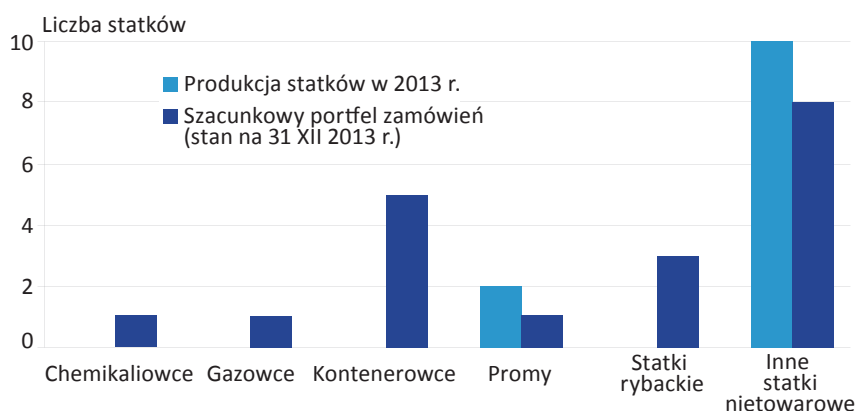 Liczba statków
10
8
6
4
2
0
Produkcja statków w 2013 r.
Szacunkowy portfel zamówień
(stan na 31 XII 2013 r.)
Chemikaliowce
Gazowce
Kontenerowce
Promy
Statki
rybackie
Inne
statki
nietowarowe